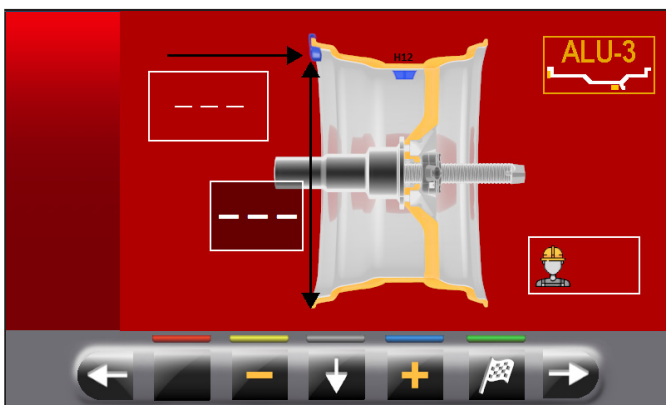 H12
ALU-3
— — —
— — —